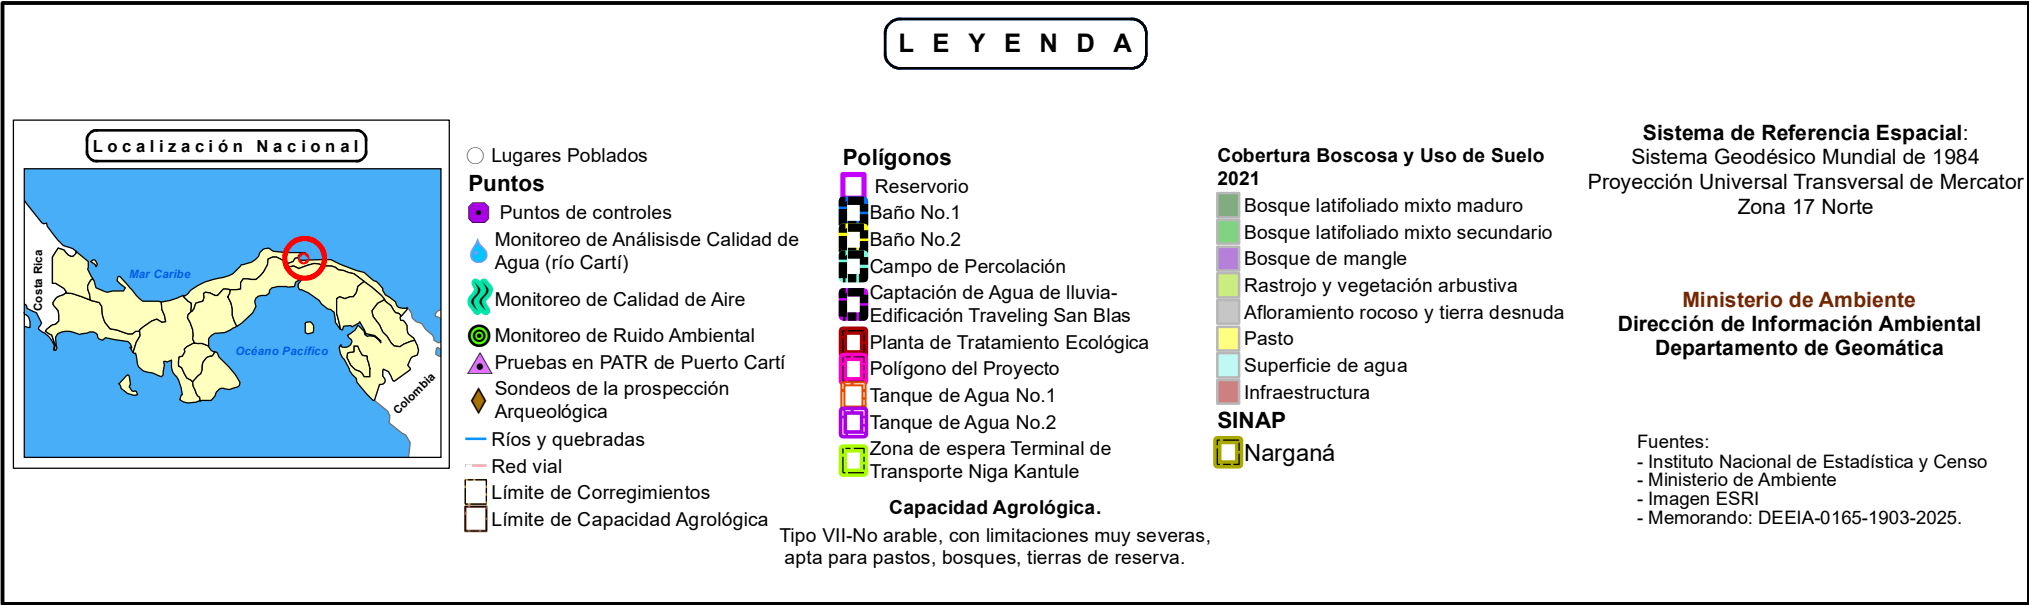 L E Y E N D A
Localización Nacional
Costa Rica
Mar Caribe
Océano Pacífico
Colombia
Lugares Poblados
Puntos
Puntos de controles
Monitoreo de Análisisde Calidad de
Agua (río Cartí)
Monitoreo de Calidad de Aire
Monitoreo de Ruido Ambiental
Pruebas en PATR de Puerto Cartí
Sondeos de la prospección
Arqueológica
Ríos y quebradas
Red vial
Límite de Corregimientos
Límite de Capacidad Agrológica
Polígonos
Reservorio
Baño No.1
Baño No.2
Campo de Percolación
Captación de Agua de lluvia-
Edificación Traveling San Blas
Planta de Tratamiento Ecológica
Polígono del Proyecto
Tanque de Agua No.1
Tanque de Agua No.2
Zona de espera Terminal de
Transporte Niga Kantule
Capacidad Agrológica.
Tipo VII-No arable, con limitaciones muy severas,
apta para pastos, bosques, tierras de reserva.
Cobertura Boscosa y Uso de Suelo
2021
Bosque latifoliado mixto maduro
Bosque latifoliado mixto secundario
Bosque de mangle
Rastrojo y vegetación arbustiva
Afloramiento rocoso y tierra desnuda
Pasto
Superficie de agua
Infraestructura
SINAP
Narganá
Sistema de Referencia Espacial:
Sistema Geodésico Mundial de 1984
Proyección Universal Transversal de Mercator
Zona 17 Norte
Ministerio de Ambiente
Dirección de Información Ambiental
Departamento de Geomática
Fuentes:
- Instituto Nacional de Estadística y Censo
- Ministerio de Ambiente
- Imagen ESRI
- Memorando: DEEIA-0165-1903-2025.